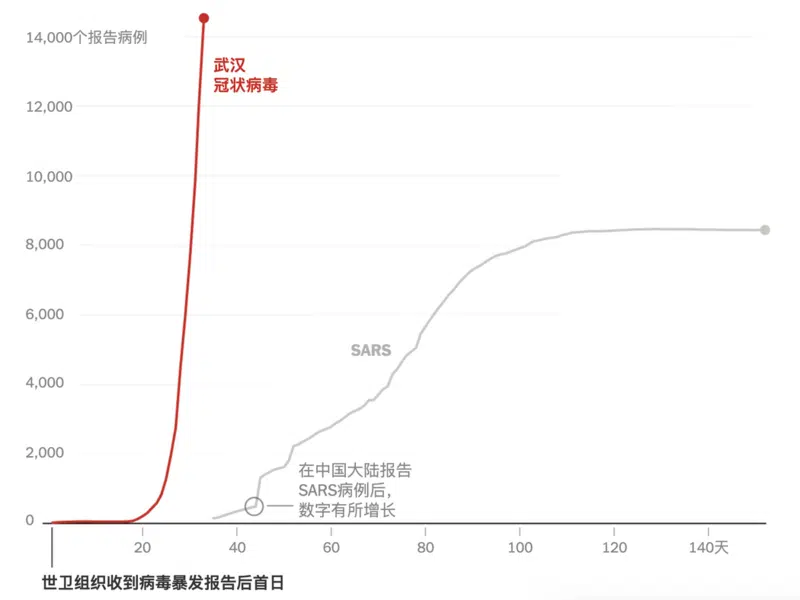 14,000个报告病例
武汉
冠状病毒
12,000
10,000
8,000
6,000
SARS
4,000
2,000
在中国大陆报告
SARS病例后,
数字有所增长
0
20
40
60
80
100
120
140天
世卫组织收到病毒暴发报告后首日